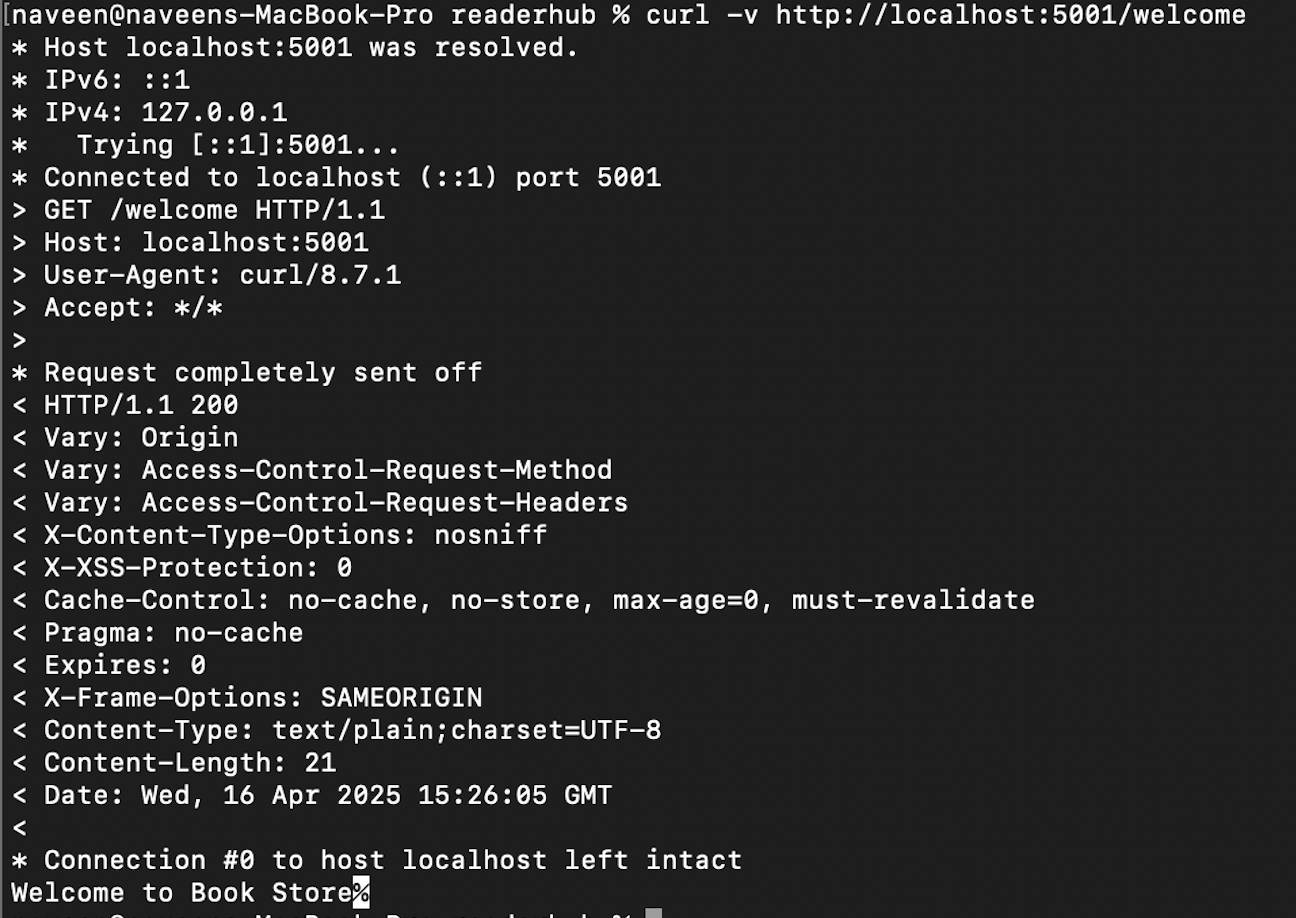 [naveen@naveens-MacBook-Pro readerhub % curl -v http://localhost:5001/welcome
* Host localhost:5001 was resolved.
* IPv6: ::1
* IPv4: 127.0.0.1
*   Trying [::1]:5001...
* Connected to localhost (::1) port 5001
> GET /welcome HTTP/1.1
> Host: localhost:5001
> User-Agent: curl/8.7.1
> Accept: */*
>
* Request completely sent off
< HTTP/1.1 200
< Vary: Origin
< Vary: Access-Control-Request-Method
< Vary: Access-Control-Request-Headers
< X-Content-Type-Options: nosniff
< X-XSS-Protection: 0
< Cache-Control: no-cache, no-store, max-age=0, must-revalidate
< Pragma: no-cache
< Expires: 0
< X-Frame-Options: SAMEORIGIN
< Content-Type: text/plain;charset=UTF-8
< Content-Length: 21
< Date: Wed, 16 Apr 2025 15:26:05 GMT
<
* Connection #0 to host localhost left intact
Welcome to Book Store%